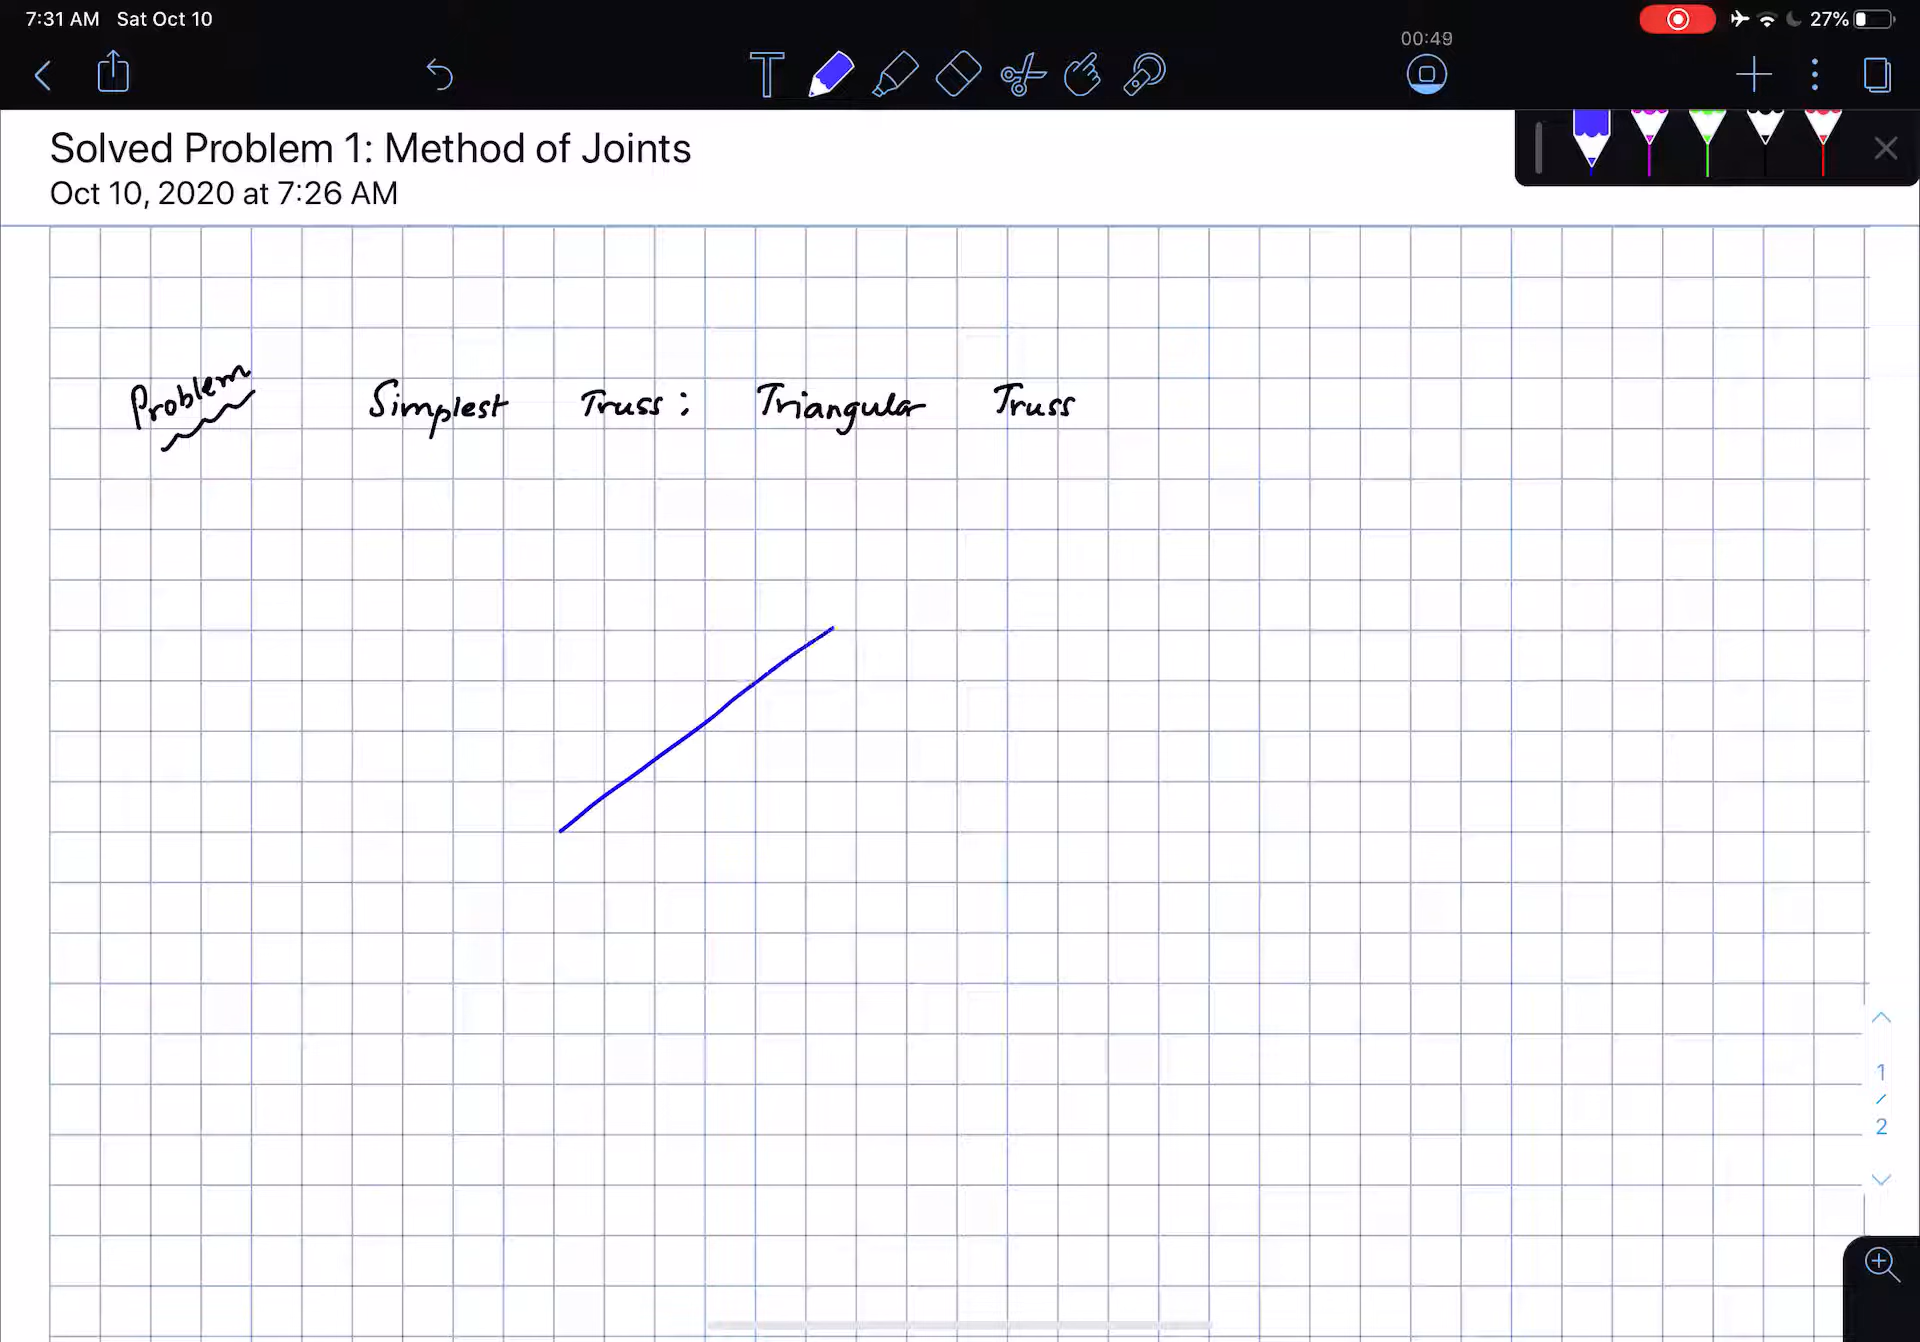 7:31 AM Sat Oct 10
27%
00:49
T
Solved Problem 1: Method of Joints
Oct 10, 2020 at 7:26 AM
Problem Simplest Truss: Triangular Truss
1
/
2